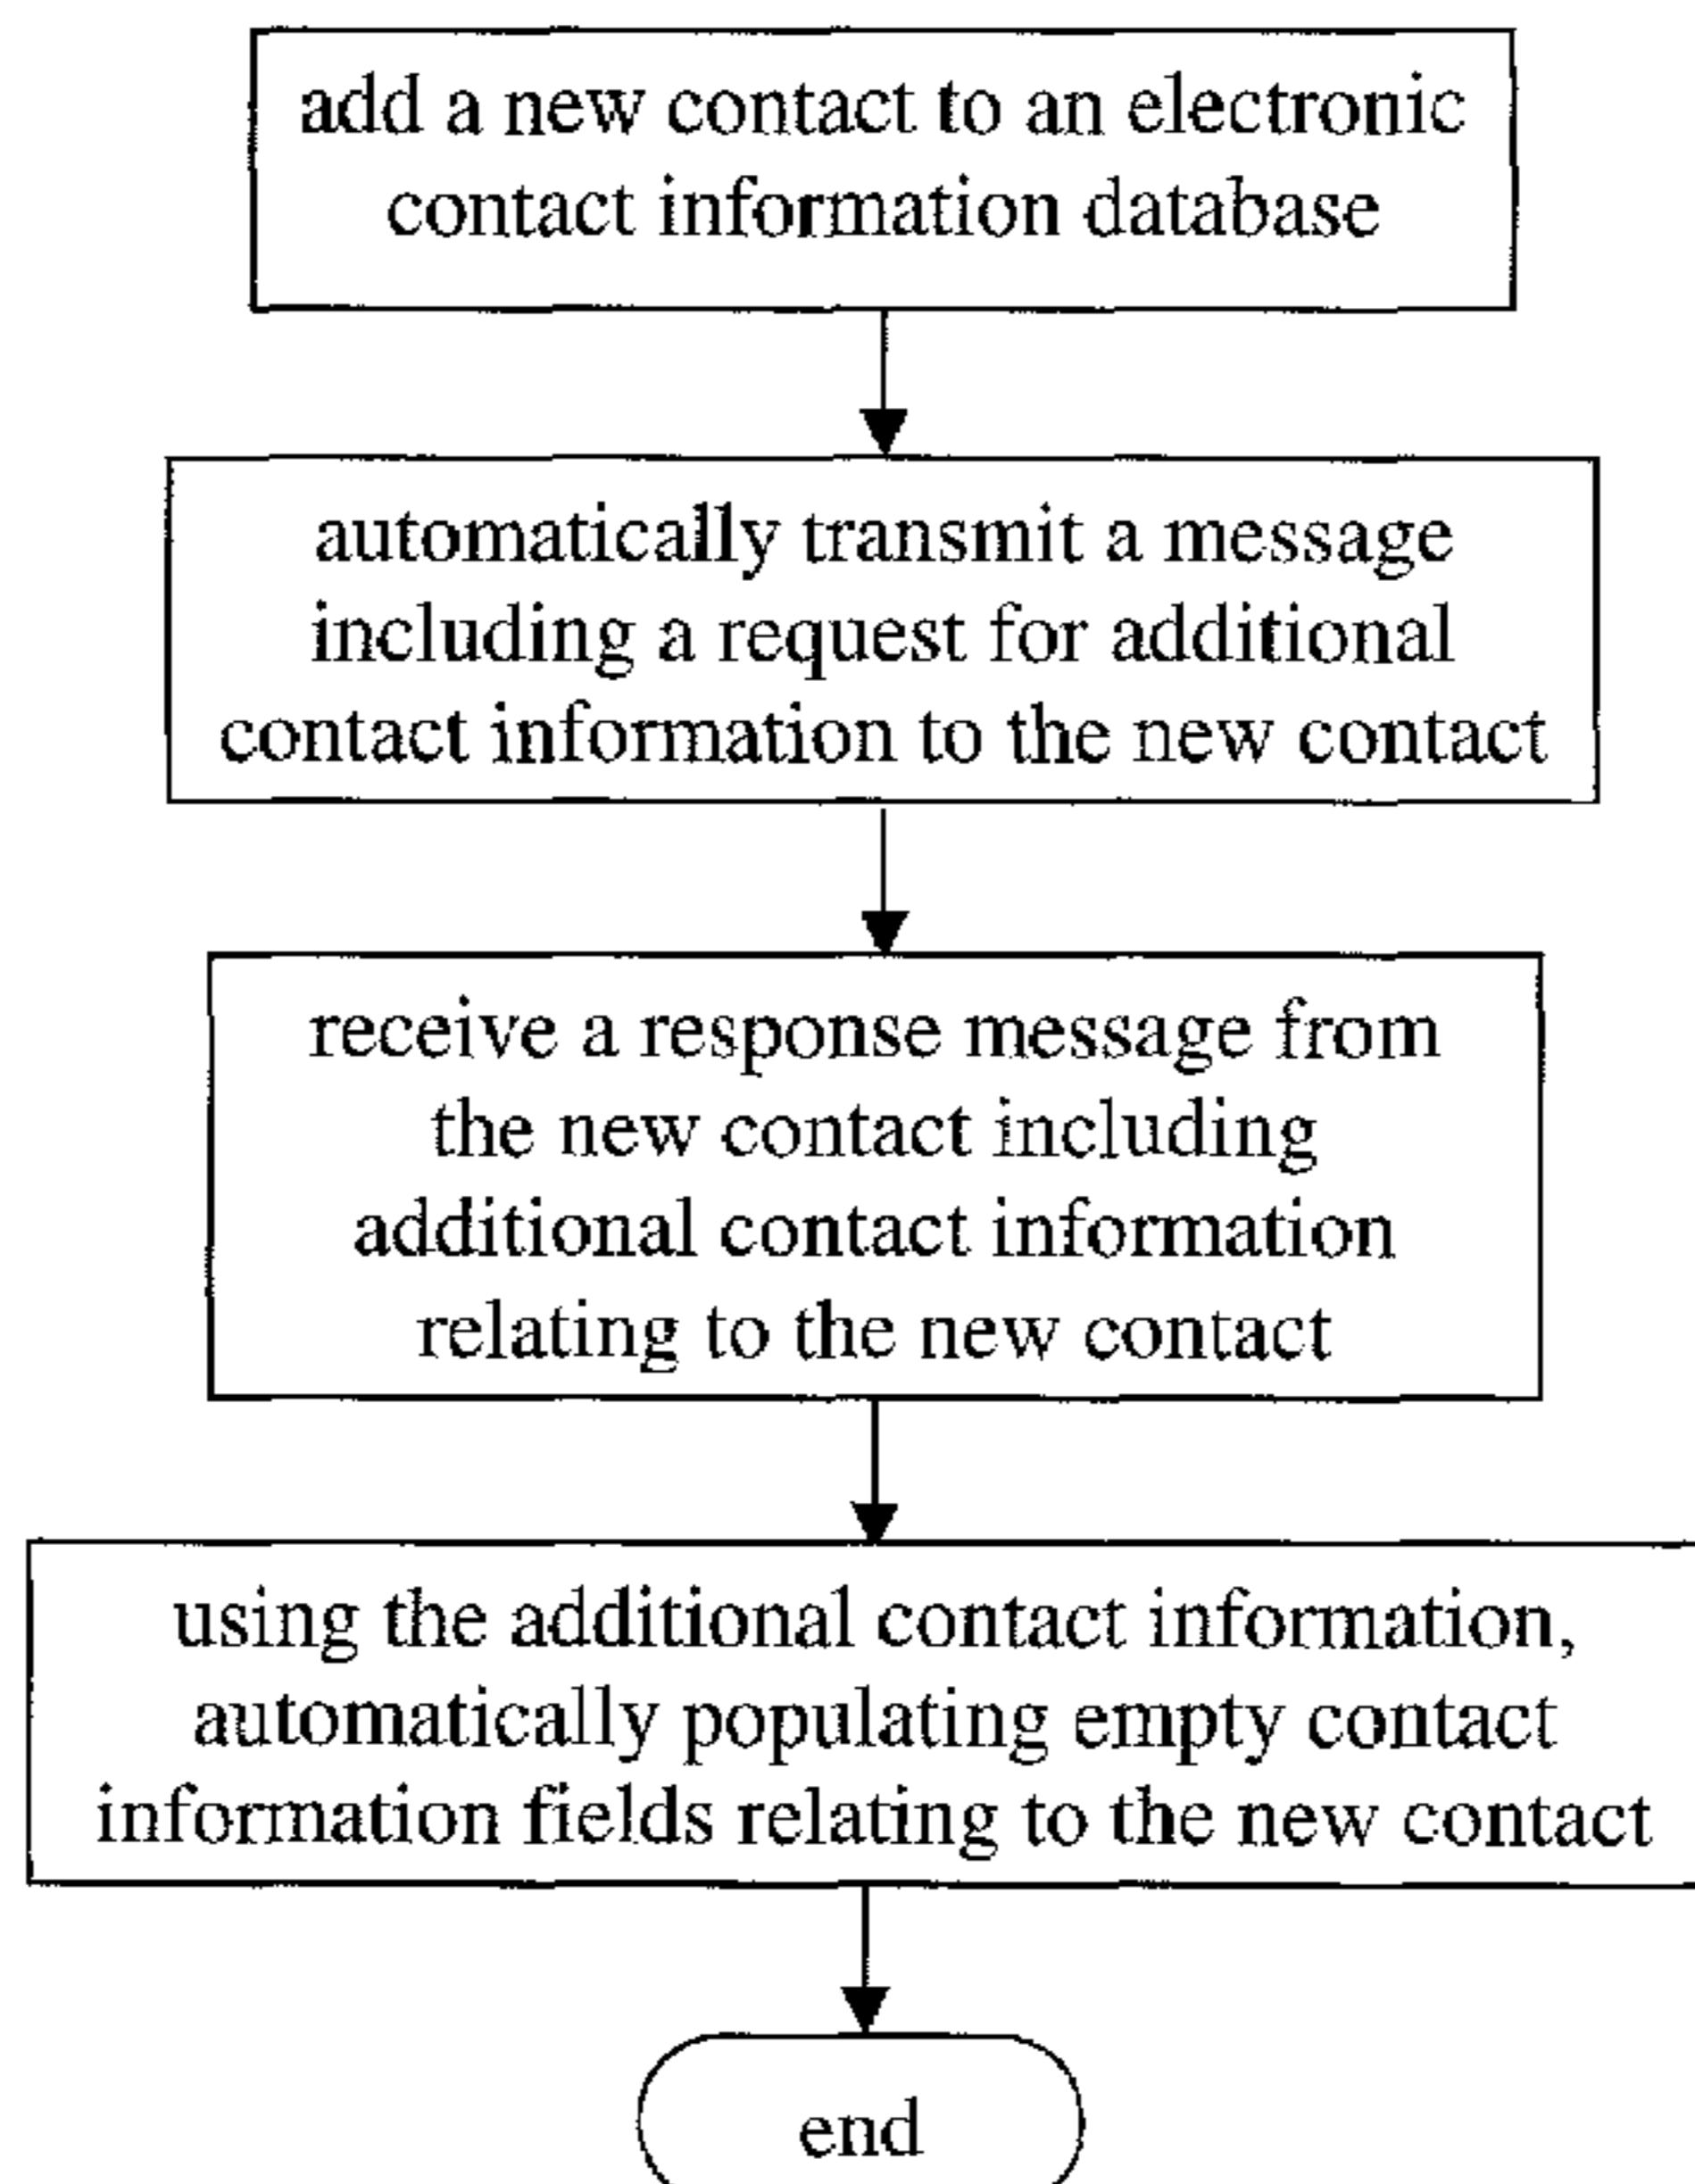 add a new contact to an electronic
contact information database
automatically transmit a message
including a request for additional
contact information to the new contact
receive a response message from
the new contact including
additional contact information
relating to the new contact
using the additional contact information,
automatically populating empty contact
information fields relating to the new contact
end